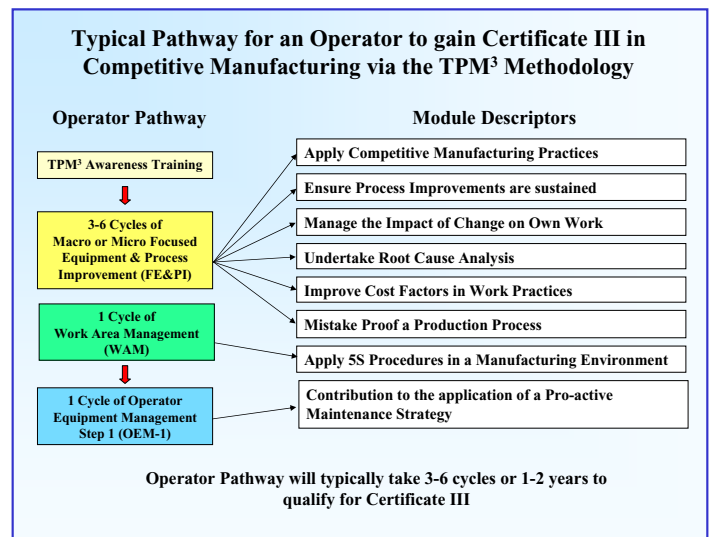 Typical Pathway for an Operator to gain Certificate III in
Competitive Manufacturing via the TPM³ Methodology
Operator Pathway
Module Descriptors
TPM³ Awareness Training
3-6 Cycles of
Macro or Micro Focused
Equipment & Process
Improvement (FE&PI)
1 Cycle of
Work Area Management
(WAM)
1 Cycle of Operator
Equipment Management
Step 1 (OEM-1)
Apply Competitive Manufacturing Practices
Ensure Process Improvements are sustained
Manage the Impact of Change on Own Work
Undertake Root Cause Analysis
Improve Cost Factors in Work Practices
Mistake Proof a Production Process
Apply 5S Procedures in a Manufacturing Environment
Contribution to the application of a Pro-active
Maintenance Strategy
Operator Pathway will typically take 3-6 cycles or 1-2 years to
qualify for Certificate III